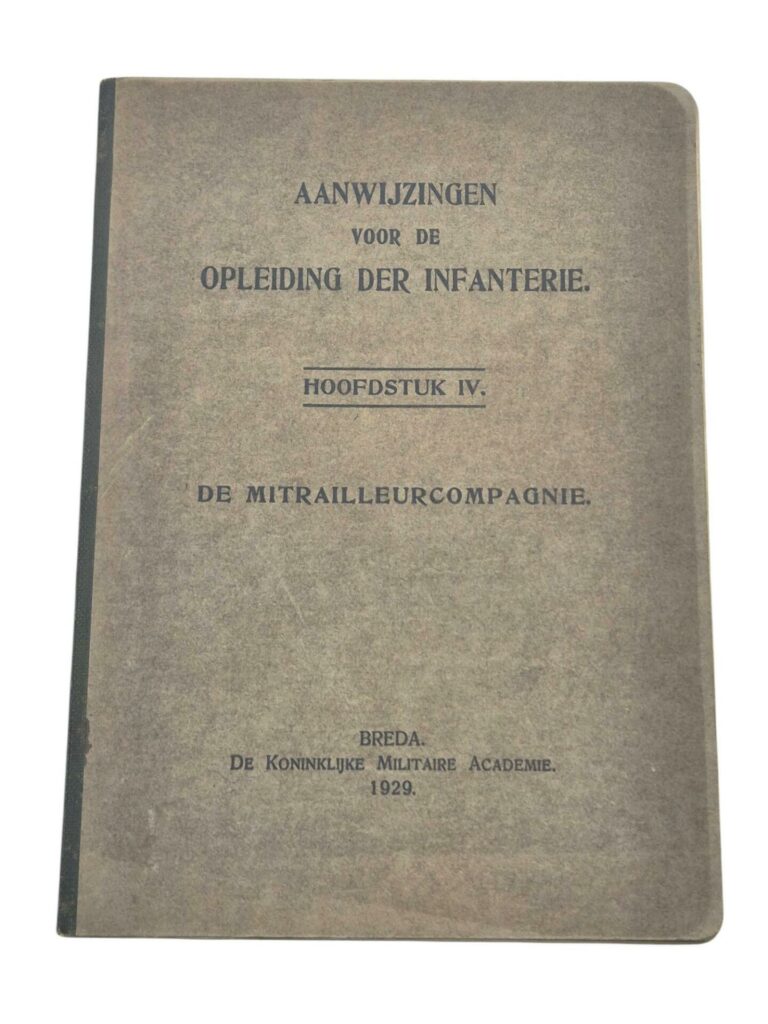 AANWIJZINGEN
VOOR DE
OPLEIDING DER INFANTERIE.
HOOFDSTUK IV.
DE MITRAILLEURCOMPAGNIE.
BREDA.
DE KONINKLIJKE MILITAIRE ACADEMIE.
1929.